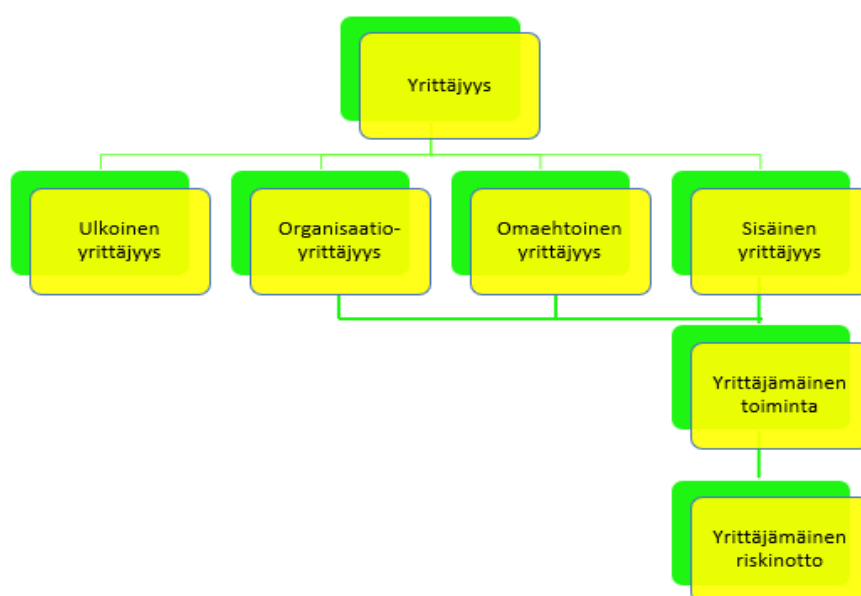 Yrittäjyys
Ulkoinen
yrittäjyys
Organisaatio-
yrittäjyys
Omaehtoinen
yrittäjyys
Sisäinen
yrittäjyys
Yrittäjämäinen
toiminta
Yrittäjämäinen
riskinotto